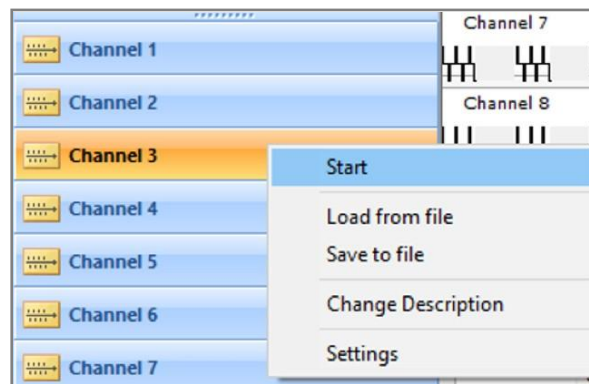 Channel 1
Channel 2
Channel 3
Channel 4
Channel 5
Channel 6
Channel 7
Start
Load from file
Save to file
Change Description
Settings
Channel 7
Channel 8